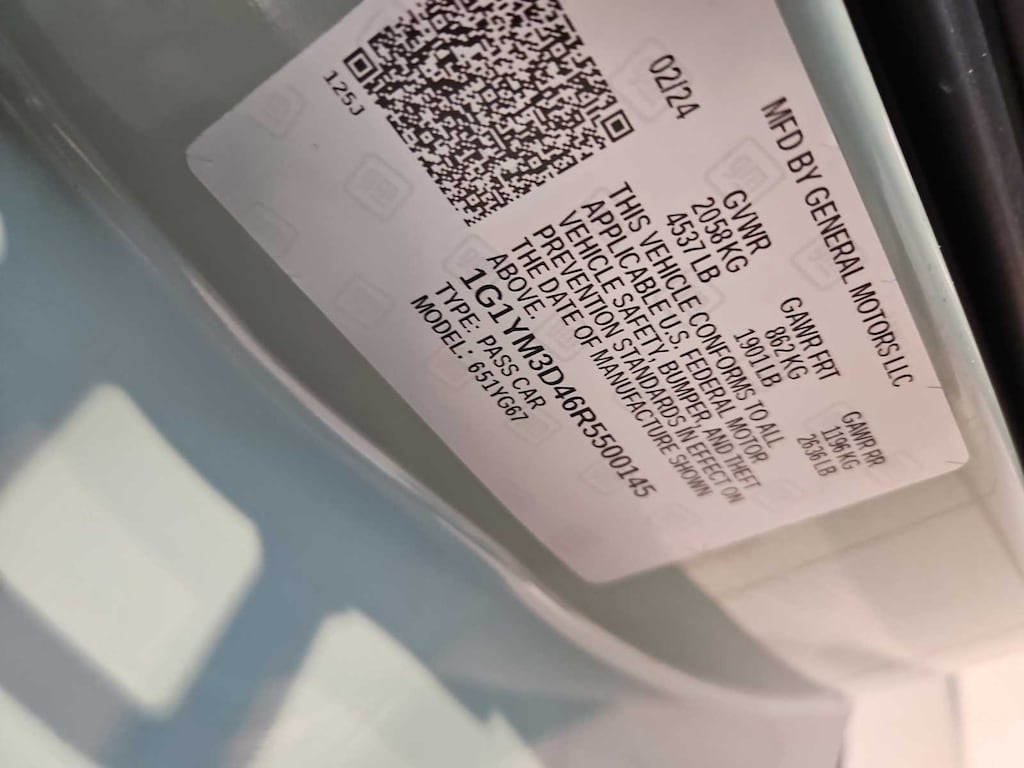 MFD BY GENERAL MOTORS LLC
02/24
GVWR
2058 KG
4537 LB
GAWR FRT
862 KG
1901 LB
GAWR RR
1196 KG
2636 LB
THIS VEHICLE CONFORMS TO ALL
APPLICABLE U.S. FEDERAL MOTOR
VEHICLE SAFETY, BUMPER, AND THEFT
PREVENTION STANDARDS IN EFFECT ON
THE DATE OF MANUFACTURE SHOWN
ABOVE.
1G1YM3D46R5500145
TYPE: PASS CAR
MODEL: 651YG67
125J